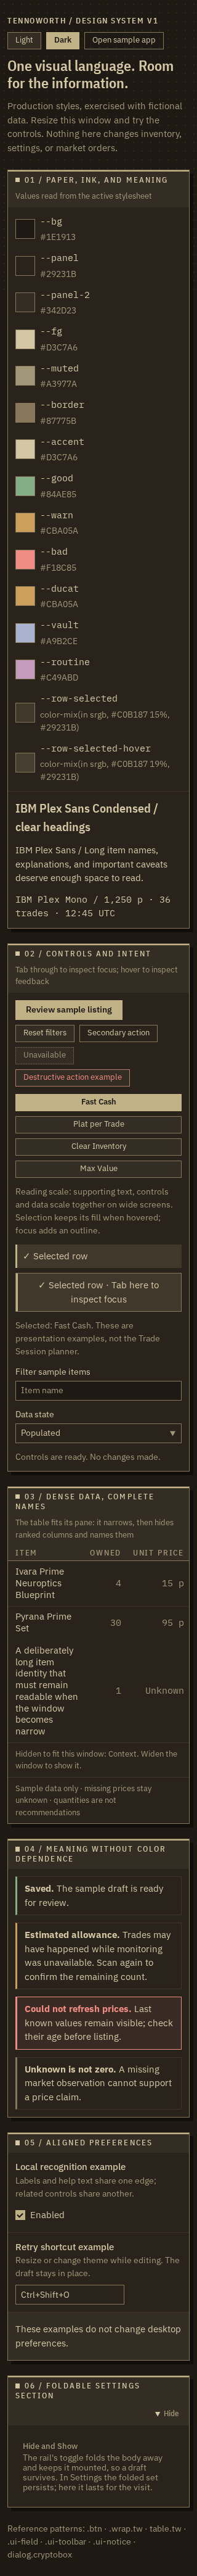 TENNOWORTH / DESIGN SYSTEM V1
Light
Dark
Open sample app
One visual language. Room
for the information.
Production styles, exercised with fictional
data. Resize this window and try the
controls. Nothing here changes inventory,
settings, or market orders.
01 / PAPER, INK, AND MEANING
Values read from the active stylesheet
--bg
#1E1913
--panel
#29231B
--panel-2
#342D23
--fg
#D3C7A6
--muted
#A3977A
--border
#87775B
--accent
#D3C7A6
--good
#84AE85
--warn
#CBA05A
--bad
#F18C85
--ducat
#CBA05A
--vault
#A9B2CE
--routine
#C49ABD
--row-selected
color-mix(in srgb, #C0B187 15%,
#29231B)
--row-selected-hover
color-mix(in srgb, #C0B187 19%,
#29231B)
IBM Plex Sans Condensed /
clear headings
IBM Plex Sans / Long item names,
explanations, and important caveats
deserve enough space to read.
IBM Plex Mono / 1,250 p · 36
trades · 12:45 UTC
02 / CONTROLS AND INTENT
Tab through to inspect focus; hover to inspect
feedback
Review sample listing
Reset filters
Secondary action
Unavailable
Destructive action example
Fast Cash
Plat per Trade
Clear Inventory
Max Value
Reading scale: supporting text, controls
and data scale together on wide screens.
Selection keeps its fill when hovered;
focus adds an outline.
✓ Selected row
✓ Selected row · Tab here to
inspect focus
Selected: Fast Cash. These are
presentation examples, not the Trade
Session planner.
Filter sample items
Item name
Data state
Populated
Controls are ready. No changes made.
03 / DENSE DATA, COMPLETE
NAMES
The table fits its pane: it narrows, then hides
ranked columns and names them
ITEM OWNED UNIT PRICE
Ivara Prime
Neuroptics
Blueprint
4 15 p
Pyrana Prime
Set
30 95 p
A deliberately
long item
identity that
must remain
readable when
the window
becomes
narrow
1 Unknown
Hidden to fit this window: Context. Widen the
window to show it.
Sample data only · missing prices stay
unknown · quantities are not
recommendations
04 / MEANING WITHOUT COLOR
DEPENDENCE
Saved. The sample draft is ready
for review.
Estimated allowance. Trades may
have happened while monitoring
was unavailable. Scan again to
confirm the remaining count.
Could not refresh prices. Last
known values remain visible; check
their age before listing.
Unknown is not zero. A missing
market observation cannot support
a price claim.
05 / ALIGNED PREFERENCES
Local recognition example
Labels and help text share one edge;
related controls share another.
Enabled
Retry shortcut example
Resize or change theme while editing. The
draft stays in place.
Ctrl+Shift+O
These examples do not change desktop
preferences.
06 / FOLDABLE SETTINGS
SECTION
▼ Hide
Hide and Show
The rail's toggle folds the body away
and keeps it mounted, so a draft
survives. In Settings the folded set
persists; here it lasts for the visit.
Reference patterns: .btn · .wrap.tw · table.tw ·
.ui-field · .ui-toolbar · .ui-notice ·
dialog.cryptobox